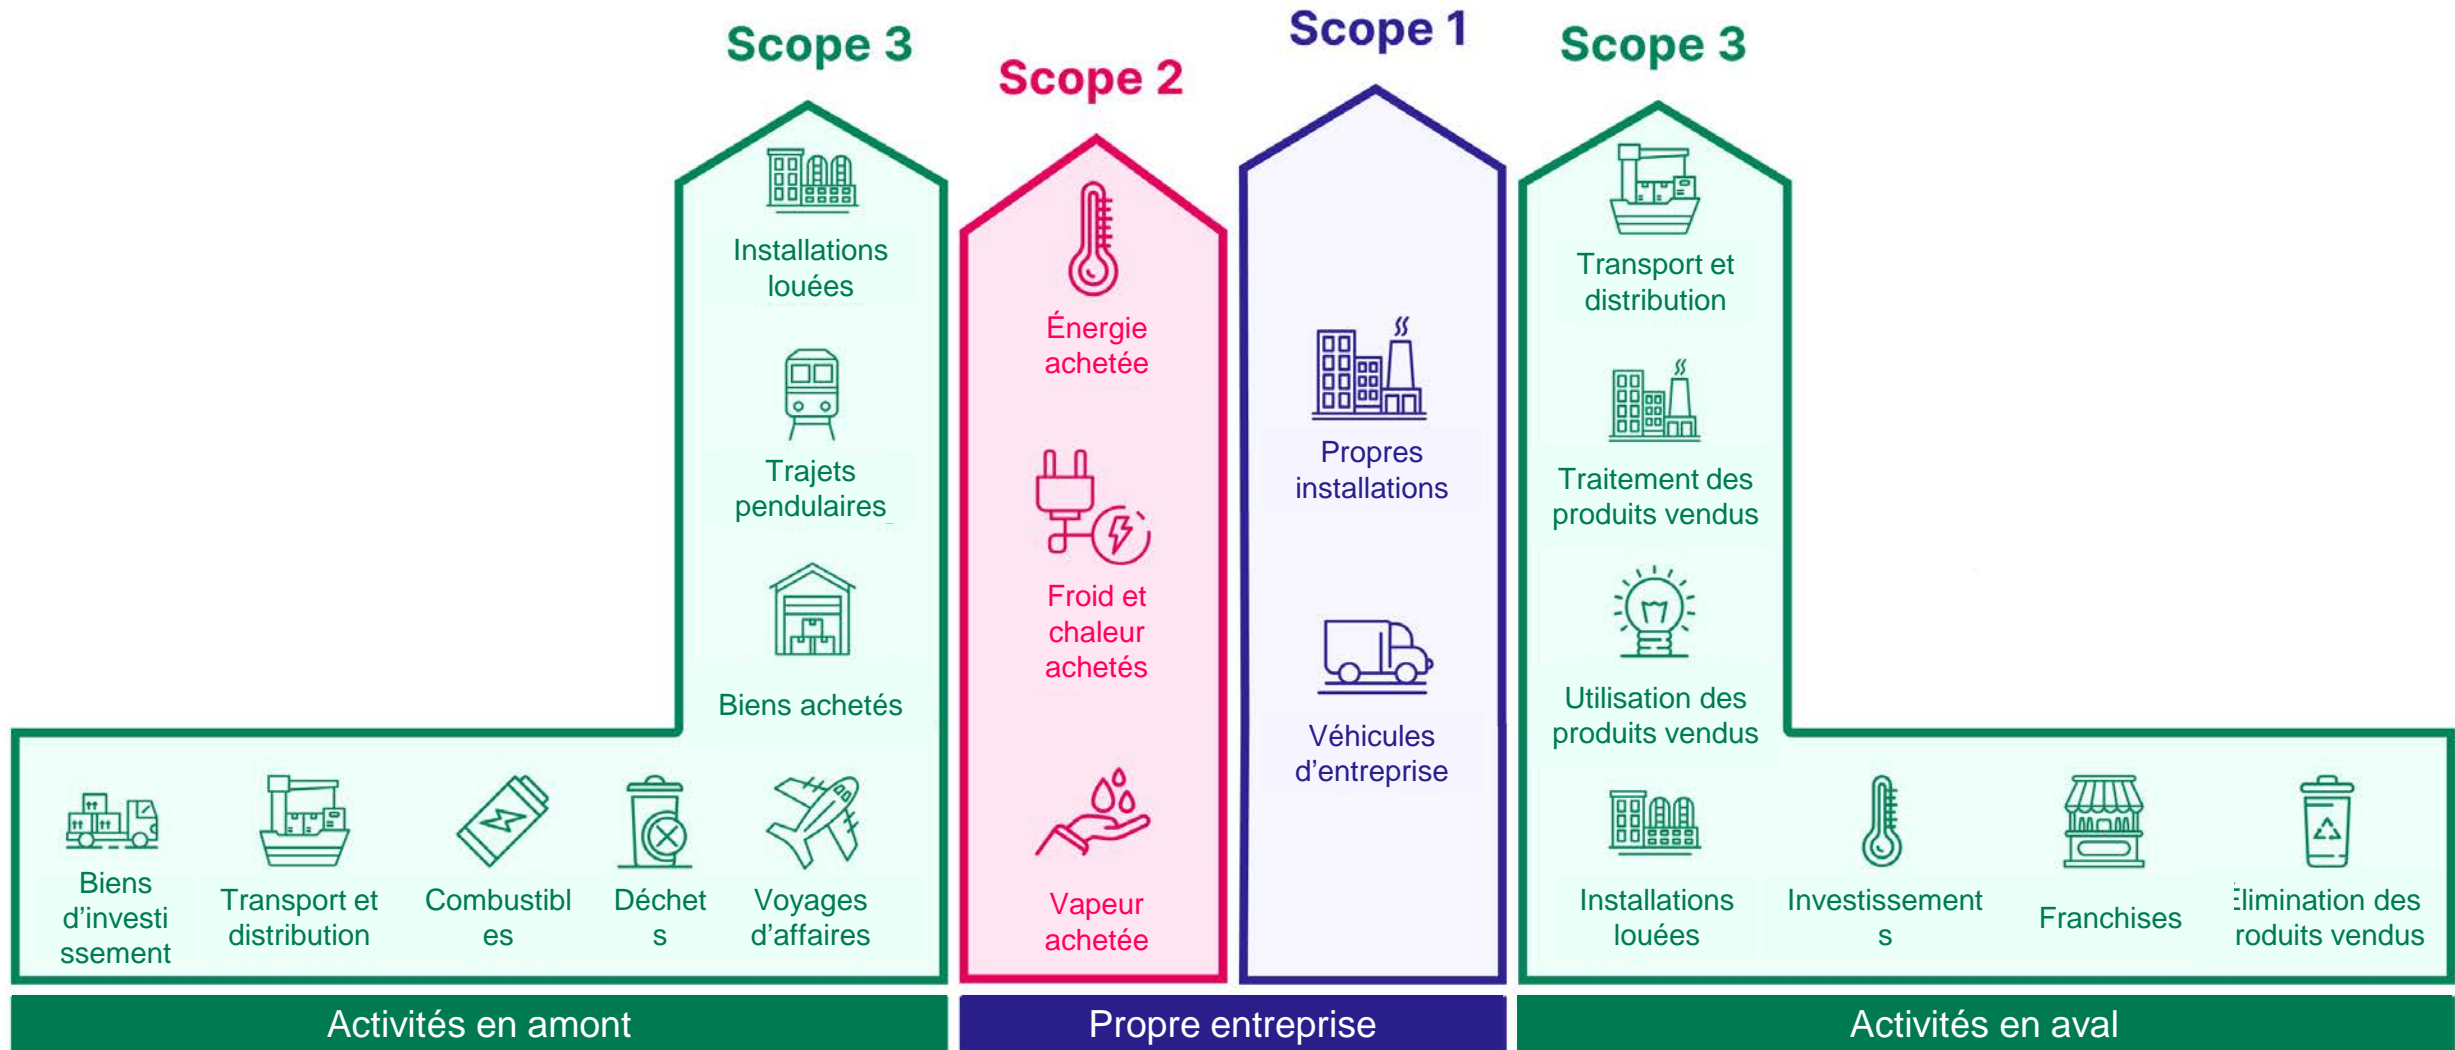 Scope 3
Scope 2
Scope 1
Scope 3
Installations
louées
Trajets
pendulaires
Biens achetés
Biens
d’investi
ssement
Transport et
distribution
Combustibl
es
Déchet
s
Voyages
d’affaires
Énergie
achetée
Froid et
chaleur
achetés
Vapeur
achetée
Propres
installations
Véhicules
d’entreprise
Transport et
distribution
Traitement des
produits vendus
Utilisation des
produits vendus
Installations
louées
Investissement
s
Franchises
Élimination des
roduits vendus
Activités en amont
Propre entreprise
Activités en aval